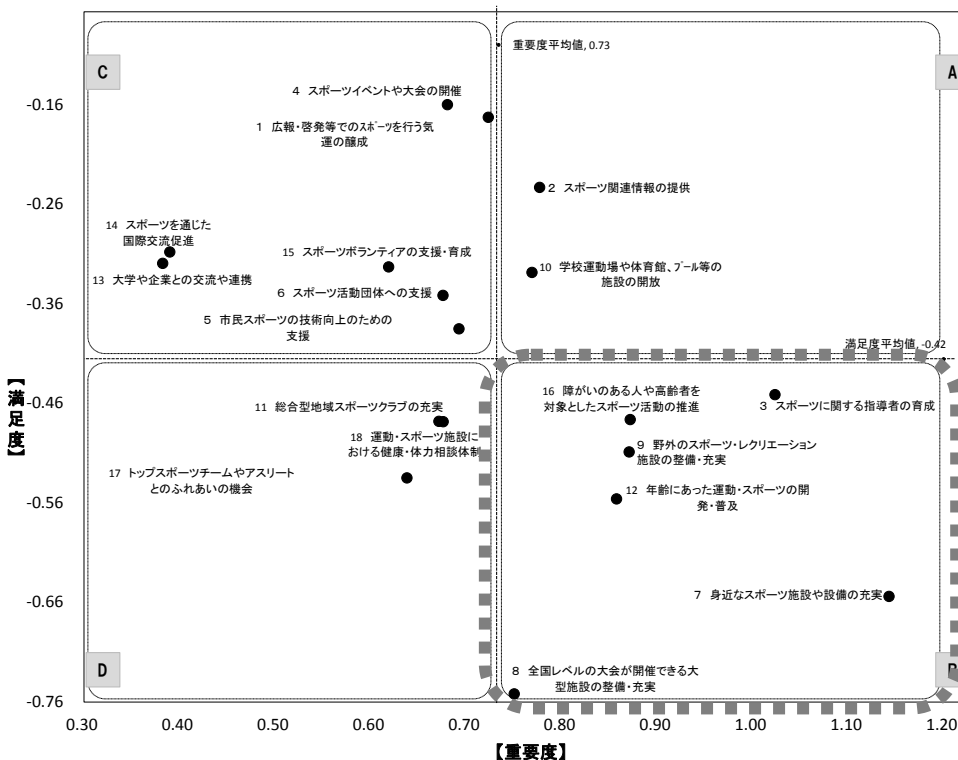 重要度平均値, 0.73
C
A
4 スポーツイベントや大会の開催
-0.16
1 広報・啓発等でのスポーツを行う気
運の醸成
2 スポーツ関連情報の提供
-0.26
14 スポーツを通じた
国際交流促進
15 スポーツボランティアの支援・育成
10 学校運動場や体育館、プール等の
施設の開放
13 大学や企業との交流や連携
6 スポーツ活動団体への支援
-0.36
5 市民スポーツの技術向上のための
支援
満足度平均値, -0.42
【満足度】
16 障がいのある人や高齢者を
対象としたスポーツ活動の推進
3 スポーツに関する指導者の育成
-0.46
11 総合型地域スポーツクラブの充実
18 運動・スポーツ施設に
おける健康・体力相談体制
9 野外のスポーツ・レクリエーション
施設の整備・充実
17 トップスポーツチームやアスリート
とのふれあいの機会
12 年齢にあった運動・スポーツの開
発・普及
-0.56
7 身近なスポーツ施設や設備の充実
-0.66
D
B
8 全国レベルの大会が開催できる大
型施設の整備・充実
-0.76
0.30 0.40 0.50 0.60 0.70 0.80 0.90 1.00 1.10 1.20
【重要度】